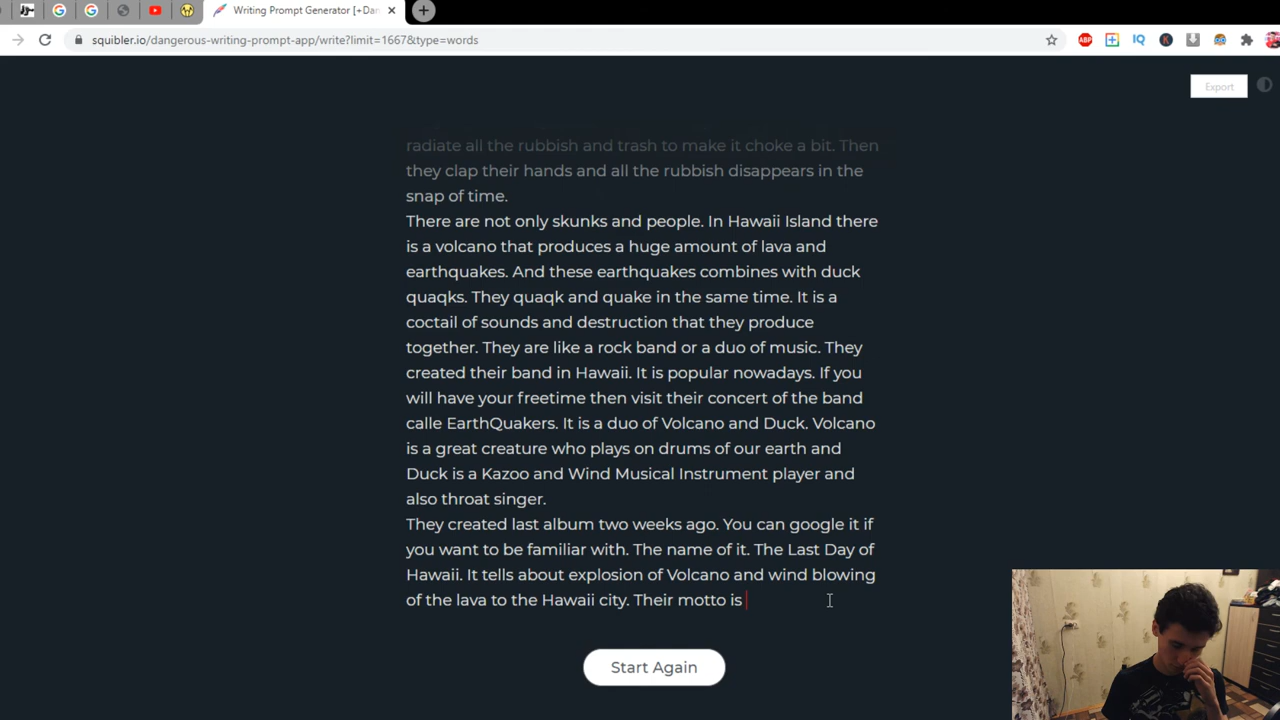 Writing Prompt Generator [+Dan
squibler.io/dangerous-writing-prompt-app/write?limit=1667&type=words
Export
radiate all the rubbish and trash to make it choke a bit. Then
they clap their hands and all the rubbish disappears in the
snap of time.
There are not only skunks and people. In Hawaii Island there
is a volcano that produces a huge amount of lava and
earthquakes. And these earthquakes combines with duck
quaqks. They quaqk and quake in the same time. It is a
coctail of sounds and destruction that they produce
together. They are like a rock band or a duo of music. They
created their band in Hawaii. It is popular nowadays. If you
will have your freetime then visit their concert of the band
calle EarthQuakers. It is a duo of Volcano and Duck. Volcano
is a great creature who plays on drums of our earth and
Duck is a Kazoo and Wind Musical Instrument player and
also throat singer.
They created last album two weeks ago. You can google it if
you want to be familiar with. The name of it. The Last Day of
Hawaii. It tells about explosion of Volcano and wind blowing
of the lava to the Hawaii city. Their motto is
Start Again